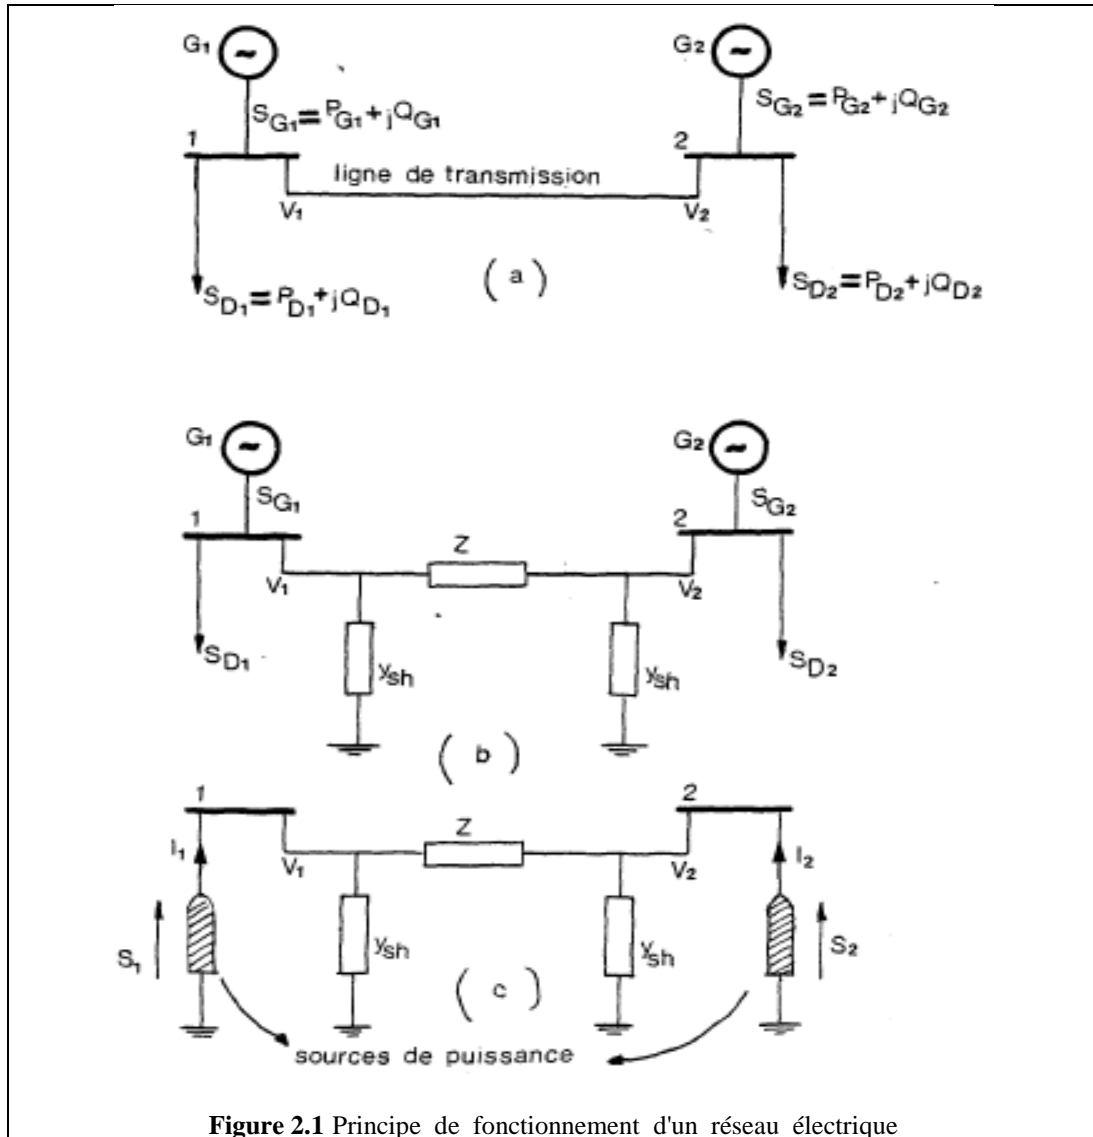 G₁
G₂
S_G₁=P_G₁+jQ_G₁
S_G₂=P_G₂+jQ_G₂
1
2
ligne de transmission
V₁
V₂
S_D₁=P_D₁+jQ_D₁
(a)
S_D₂=P_D₂+jQ_D₂
G₁
G₂
S_G₁
S_G₂
1
2
Z
V₁
V₂
S_D₁
y_sh
y_sh
S_D₂
(b)
1
2
Z
I₁
V₁
V₂
I₂
S₁
y_sh
y_sh
S₂
(c)
sources de puissance
Figure 2.1 Principe de fonctionnement d'un réseau électrique